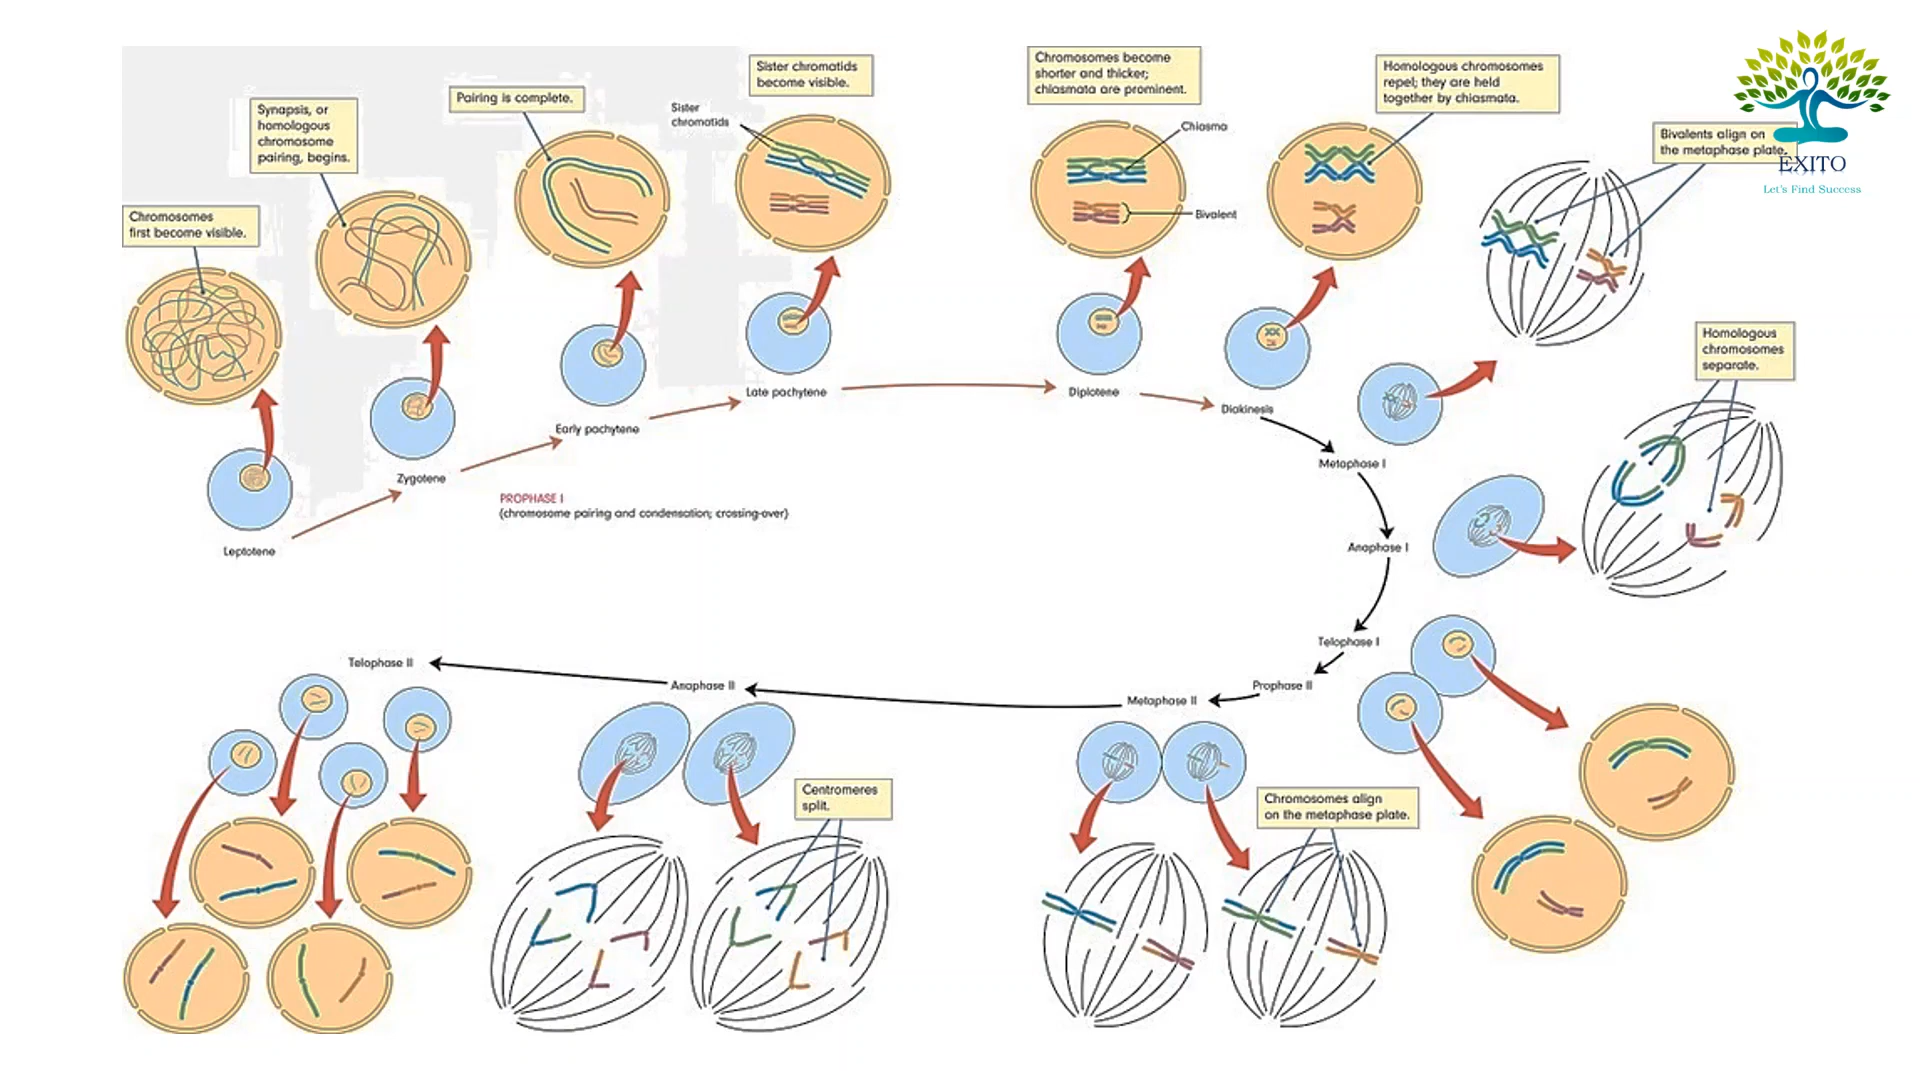 Chromosomes
first become visible.
Synapsis, or
homologous
chromosome
pairing, begins.
Pairing is complete.
Sister chromatids
become visible.
Sister
chromatids
Chromosomes become
shorter and thicker;
chiasmata are prominent.
Chiasma
Bivalent
Homologous chromosomes
repel; they are held
together by chiasmata.
Bivalents align on
the metaphase plate.
EXITO
Let's Find Success
Homologous
chromosomes
separate.
Leptotene
Zygotene
Early pachytene
Late pachytene
Diplotene
Diakinesis
PROPHASE I
(chromosome pairing and condensation; crossing-over)
Metaphase I
Anaphase I
Telophase I
Prophase II
Metaphase II
Anaphase II
Telophase II
Centromeres
split.
Chromosomes align
on the metaphase plate.